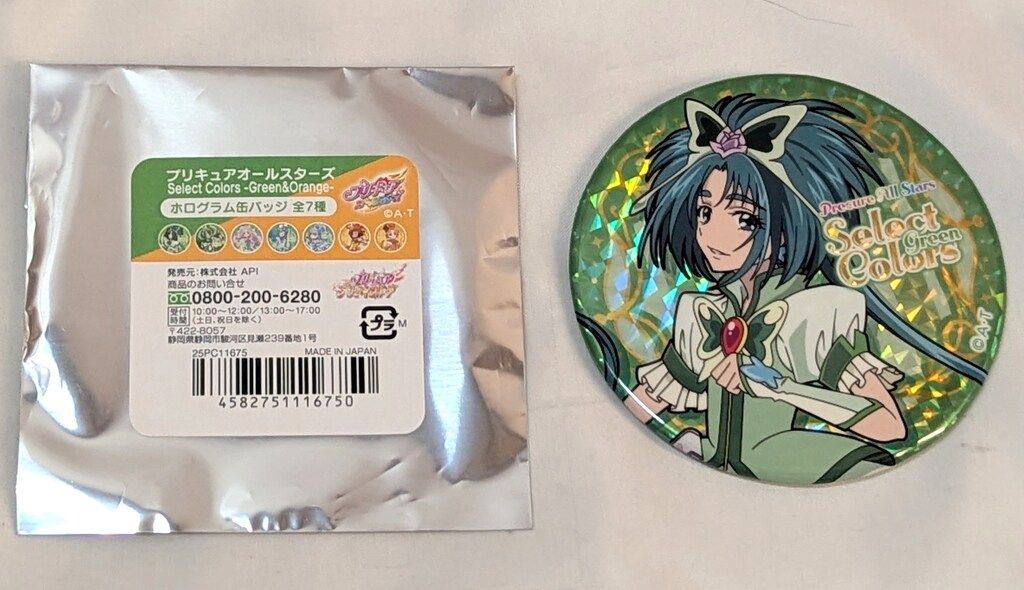 プリキュアオールスターズ
Select Colors -Green&Orange-
ホログラム缶バッジ 全7種
プリキュア
©A·T
発売元:株式会社 API
商品のお問い合せ
0800-200-6280
受付時間 10:00〜12:00/13:00〜17:00
(土日、祝日を除く)
〒422-8057
静岡県静岡市駿河区見瀬239番地1号
プラ M
25PC11675
MADE IN JAPAN
4582751116750
Precure All Stars
Select
Green
Colors
©A·T